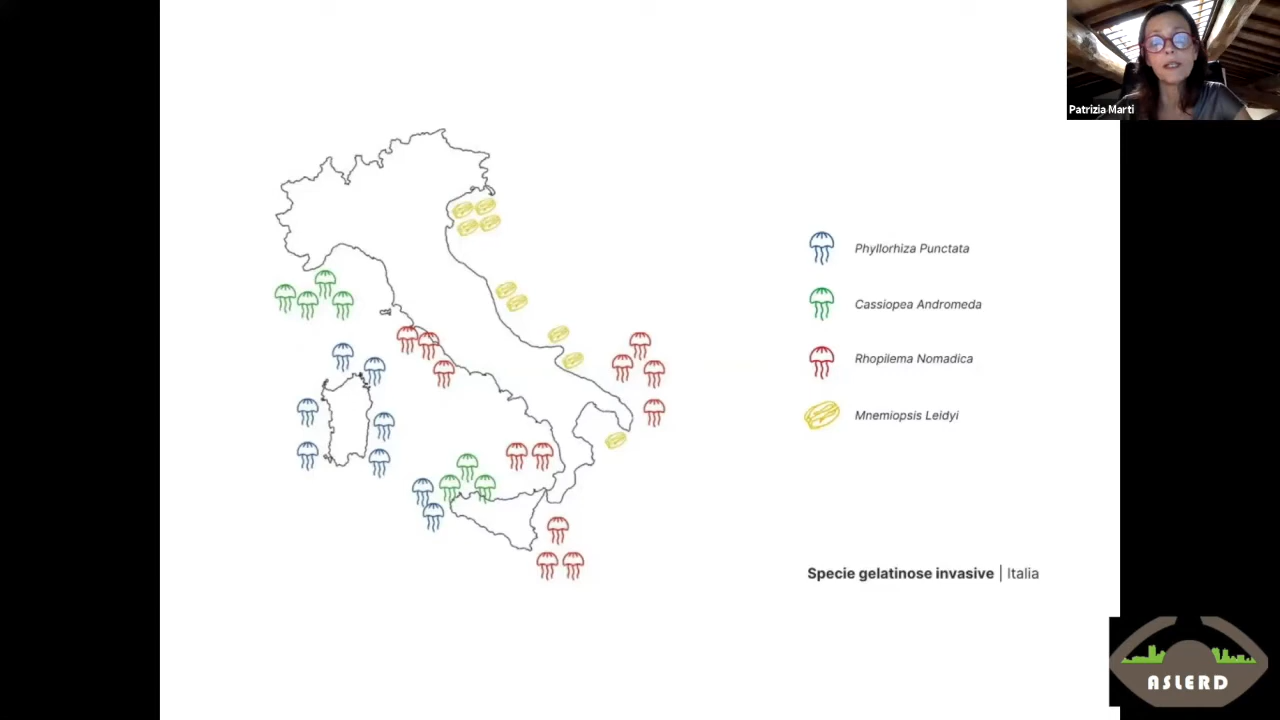 Patrizia Marti
Phyllorhiza Punctata
Cassiopea Andromeda
Rhopilema Nomadica
Mnemiopsis Leidyi
Specie gelatinose invasive | Italia
ASLERD